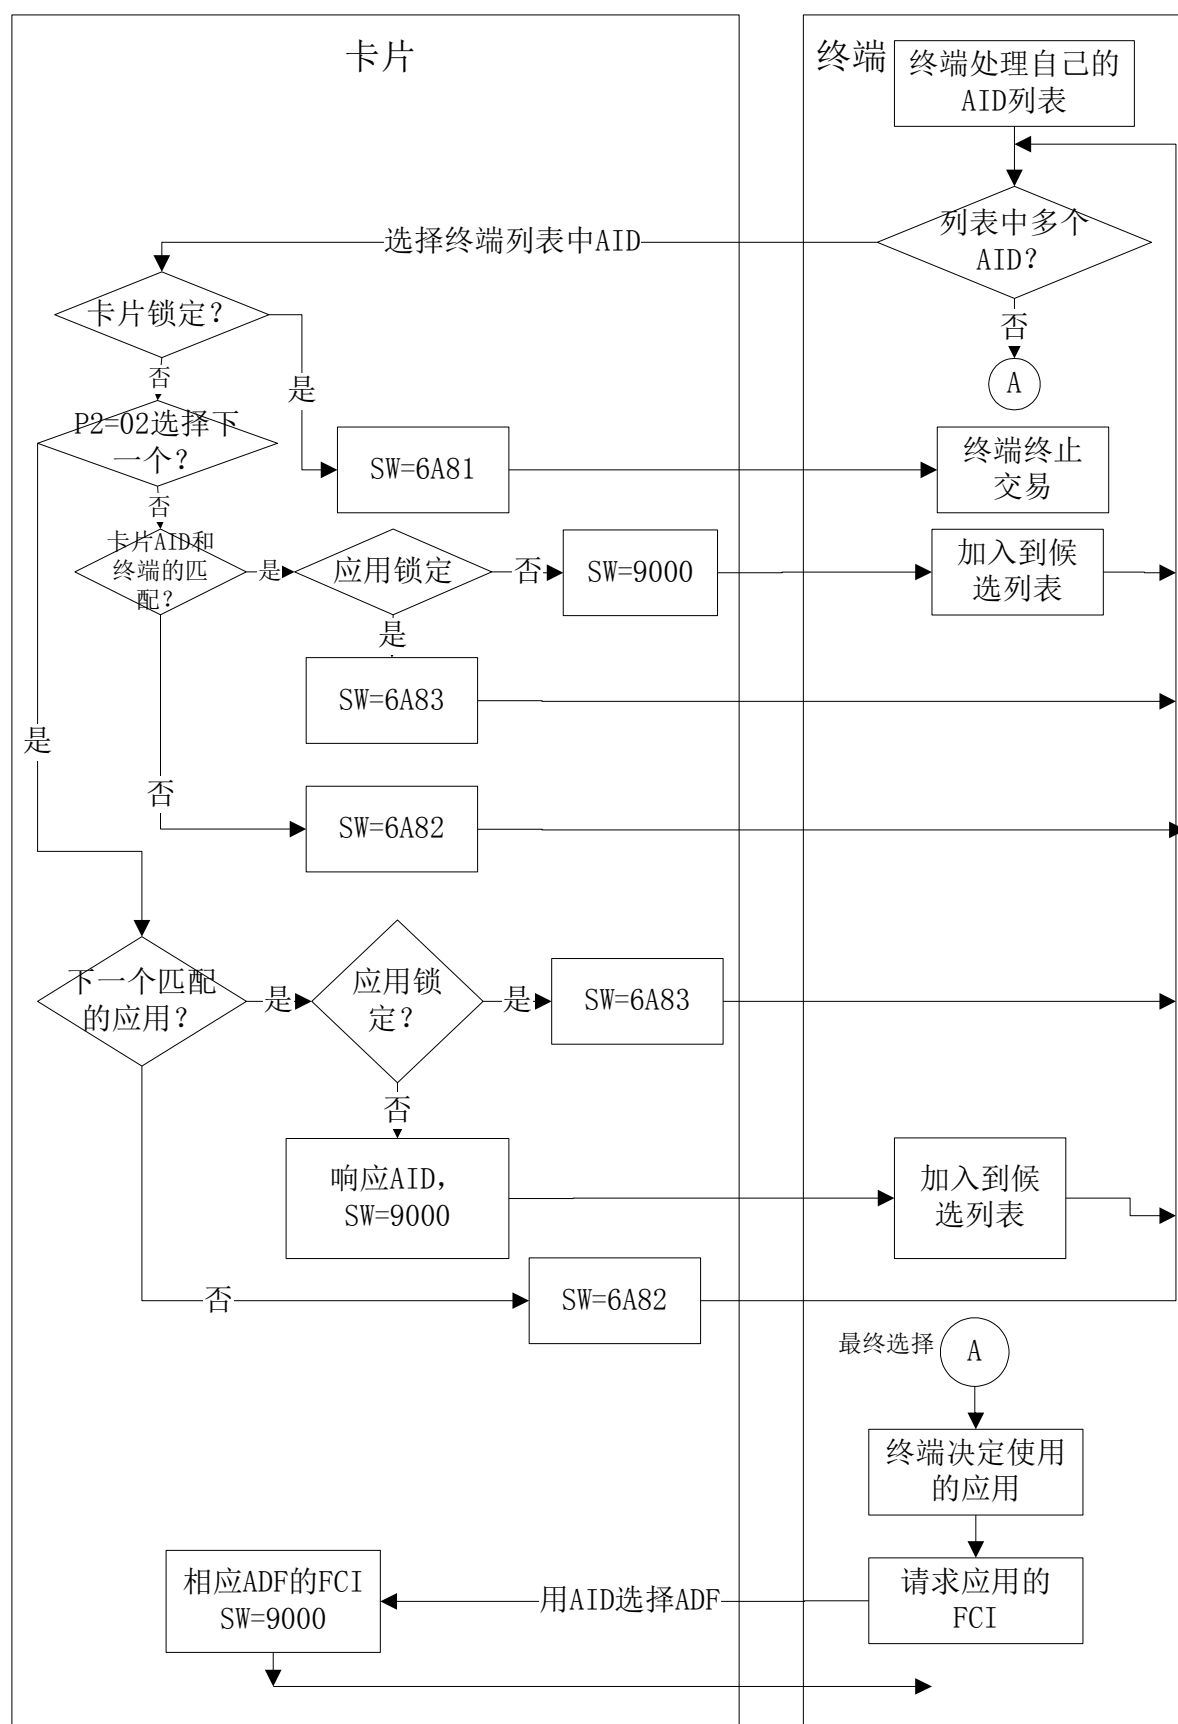 卡片
终端
终端处理自己的
AID列表
列表中多个
AID？
选择终端列表中AID
否
A
卡片锁定？
否
是
P2=02选择下
一个？
SW=6A81
终端终止
交易
否
卡片AID和
终端的匹
配？
是
应用锁定
否
SW=9000
加入到候
选列表
是
SW=6A83
是
否
SW=6A82
下一个匹配
的应用？
是
应用锁
定？
是
SW=6A83
否
响应AID，
SW=9000
加入到候
选列表
否
SW=6A82
最终选择
A
终端决定使用
的应用
相应ADF的FCI
SW=9000
用AID选择ADF
请求应用的
FCI